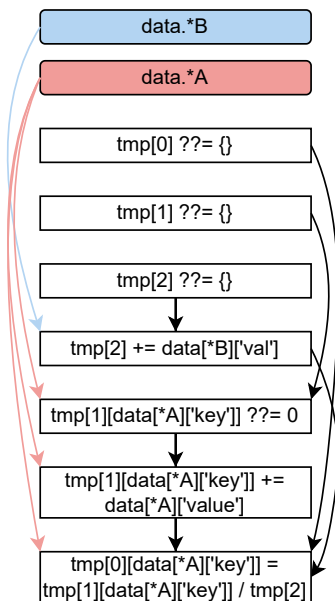 data.*B
data.*A
tmp[0] ??= {}
tmp[1] ??= {}
tmp[2] ??= {}
tmp[2] += data[*B]['val']
tmp[1][data[*A]['key']] ??= 0
tmp[1][data[*A]['key']] +=
data[*A]['value']
tmp[0][data[*A]['key']] =
tmp[1][data[*A]['key']] / tmp[2]